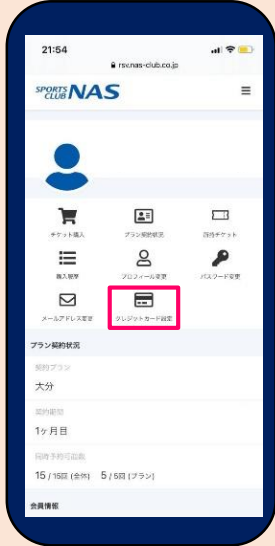 21:54
rsv.nas-club.co.jp
SPORTS CLUB NAS
チケット購入
プラン契約状況
所持チケット
購入履歴
プロフィール変更
パスワード変更
メールアドレス変更
クレジットカード設定
プラン契約状況
契約プラン
大分
契約期間
1ヶ月目
同時予約可能数
15 / 15回 (全体) 5 / 5回 (プラン)
会員情報